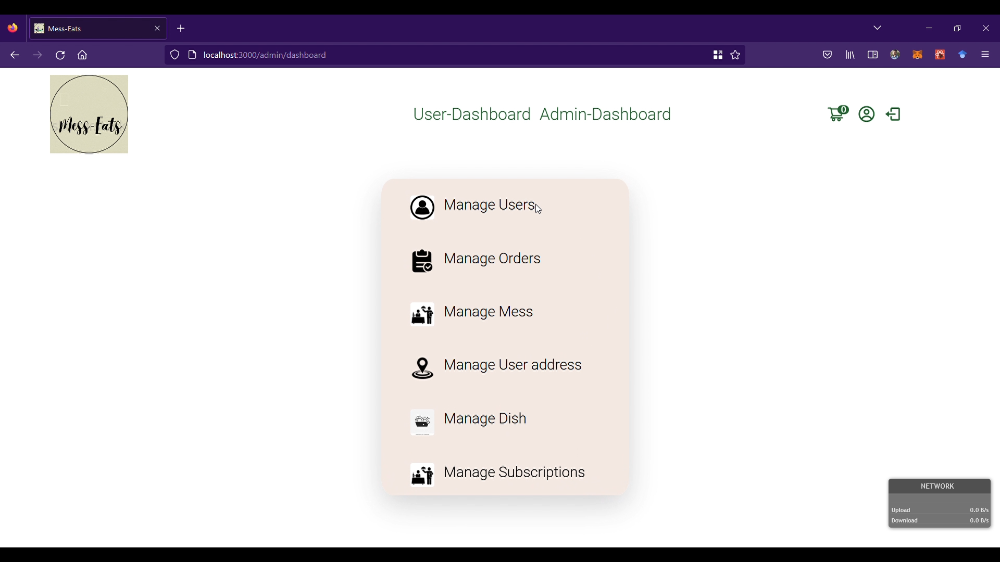 Mess-Eats
localhost:3000/admin/dashboard
Mess-Eats
User-Dashboard Admin-Dashboard
0
Manage Users
Manage Orders
Manage Mess
Manage User address
Manage Dish
Manage Subscriptions
NETWORK
Upload 0.0 B/s
Download 0.0 B/s